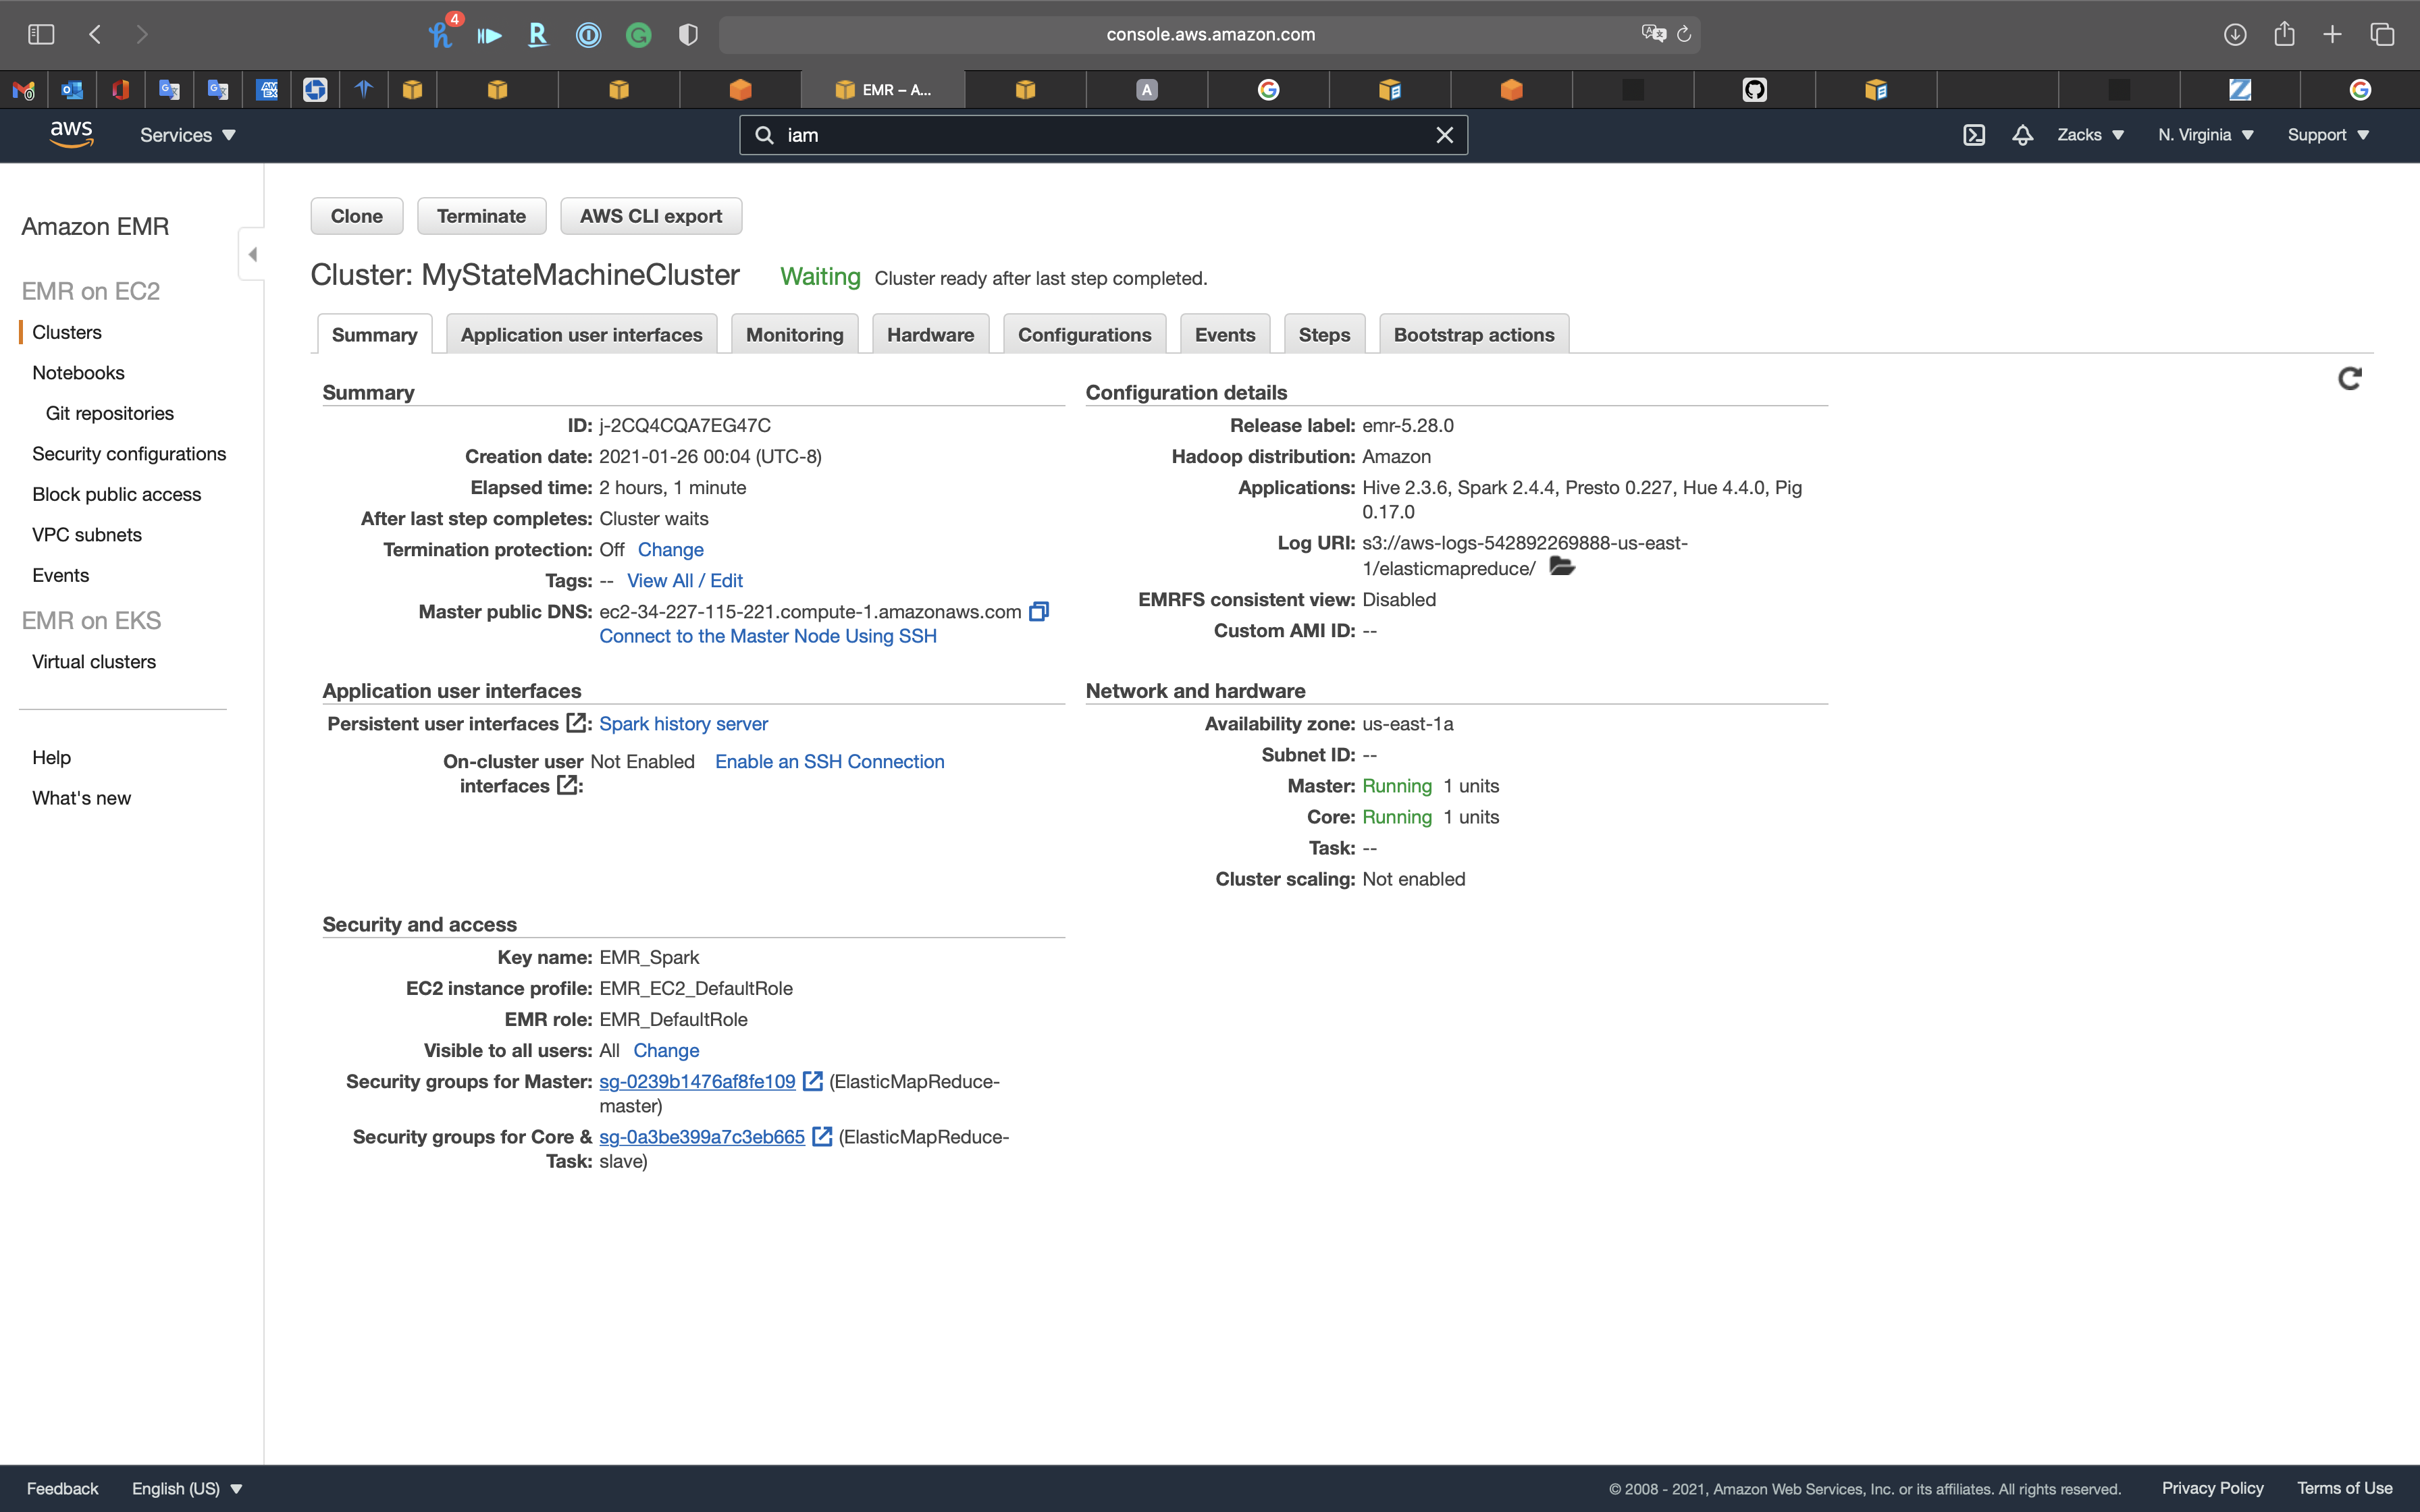 4
console.aws.amazon.com
EMR – A...
A
aws
Services
iam
Zacks
N. Virginia
Support
Amazon EMR
EMR on EC2
Clusters
Notebooks
Git repositories
Security configurations
Block public access
VPC subnets
Events
EMR on EKS
Virtual clusters
Help
What's new
Clone
Terminate
AWS CLI export
Cluster: MyStateMachineCluster
Waiting
Cluster ready after last step completed.
Summary
Application user interfaces
Monitoring
Hardware
Configurations
Events
Steps
Bootstrap actions
Summary
ID: j-2CQ4CQA7EG47C
Creation date: 2021-01-26 00:04 (UTC-8)
Elapsed time: 2 hours, 1 minute
After last step completes: Cluster waits
Termination protection: Off Change
Tags: -- View All / Edit
Master public DNS: ec2-34-227-115-221.compute-1.amazonaws.com
Connect to the Master Node Using SSH
Configuration details
Release label: emr-5.28.0
Hadoop distribution: Amazon
Applications: Hive 2.3.6, Spark 2.4.4, Presto 0.227, Hue 4.4.0, Pig
0.17.0
Log URI: s3://aws-logs-542892269888-us-east-
1/elasticmapreduce/
EMRFS consistent view: Disabled
Custom AMI ID: --
Application user interfaces
Persistent user interfaces : Spark history server
On-cluster user Not Enabled Enable an SSH Connection
interfaces :
Network and hardware
Availability zone: us-east-1a
Subnet ID: --
Master: Running 1 units
Core: Running 1 units
Task: --
Cluster scaling: Not enabled
Security and access
Key name: EMR_Spark
EC2 instance profile: EMR_EC2_DefaultRole
EMR role: EMR_DefaultRole
Visible to all users: All Change
Security groups for Master: sg-0239b1476af8fe109 (ElasticMapReduce-
master)
Security groups for Core & sg-0a3be399a7c3eb665 (ElasticMapReduce-
Task: slave)
Feedback
English (US)
© 2008 - 2021, Amazon Web Services, Inc. or its affiliates. All rights reserved.
Privacy Policy
Terms of Use